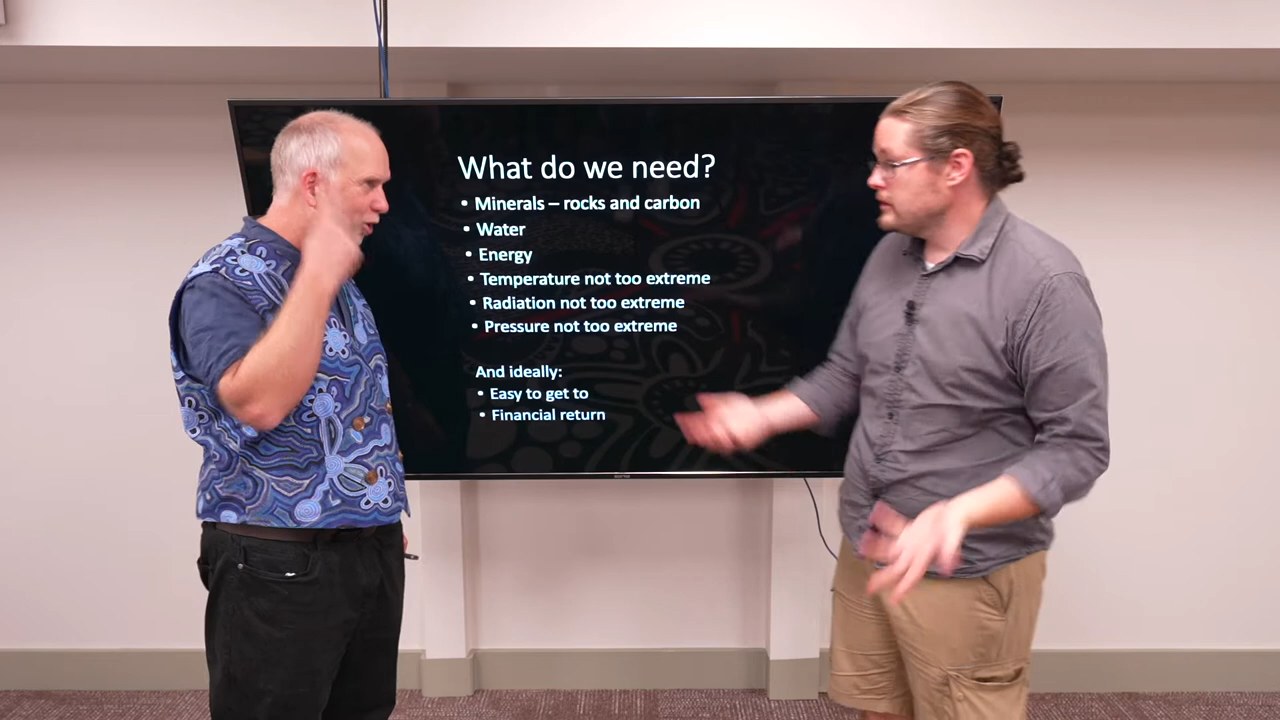 What do we need?
• Minerals – rocks and carbon
• Water
• Energy
• Temperature not too extreme
• Radiation not too extreme
• Pressure not too extreme
And ideally:
• Easy to get to
• Financial return